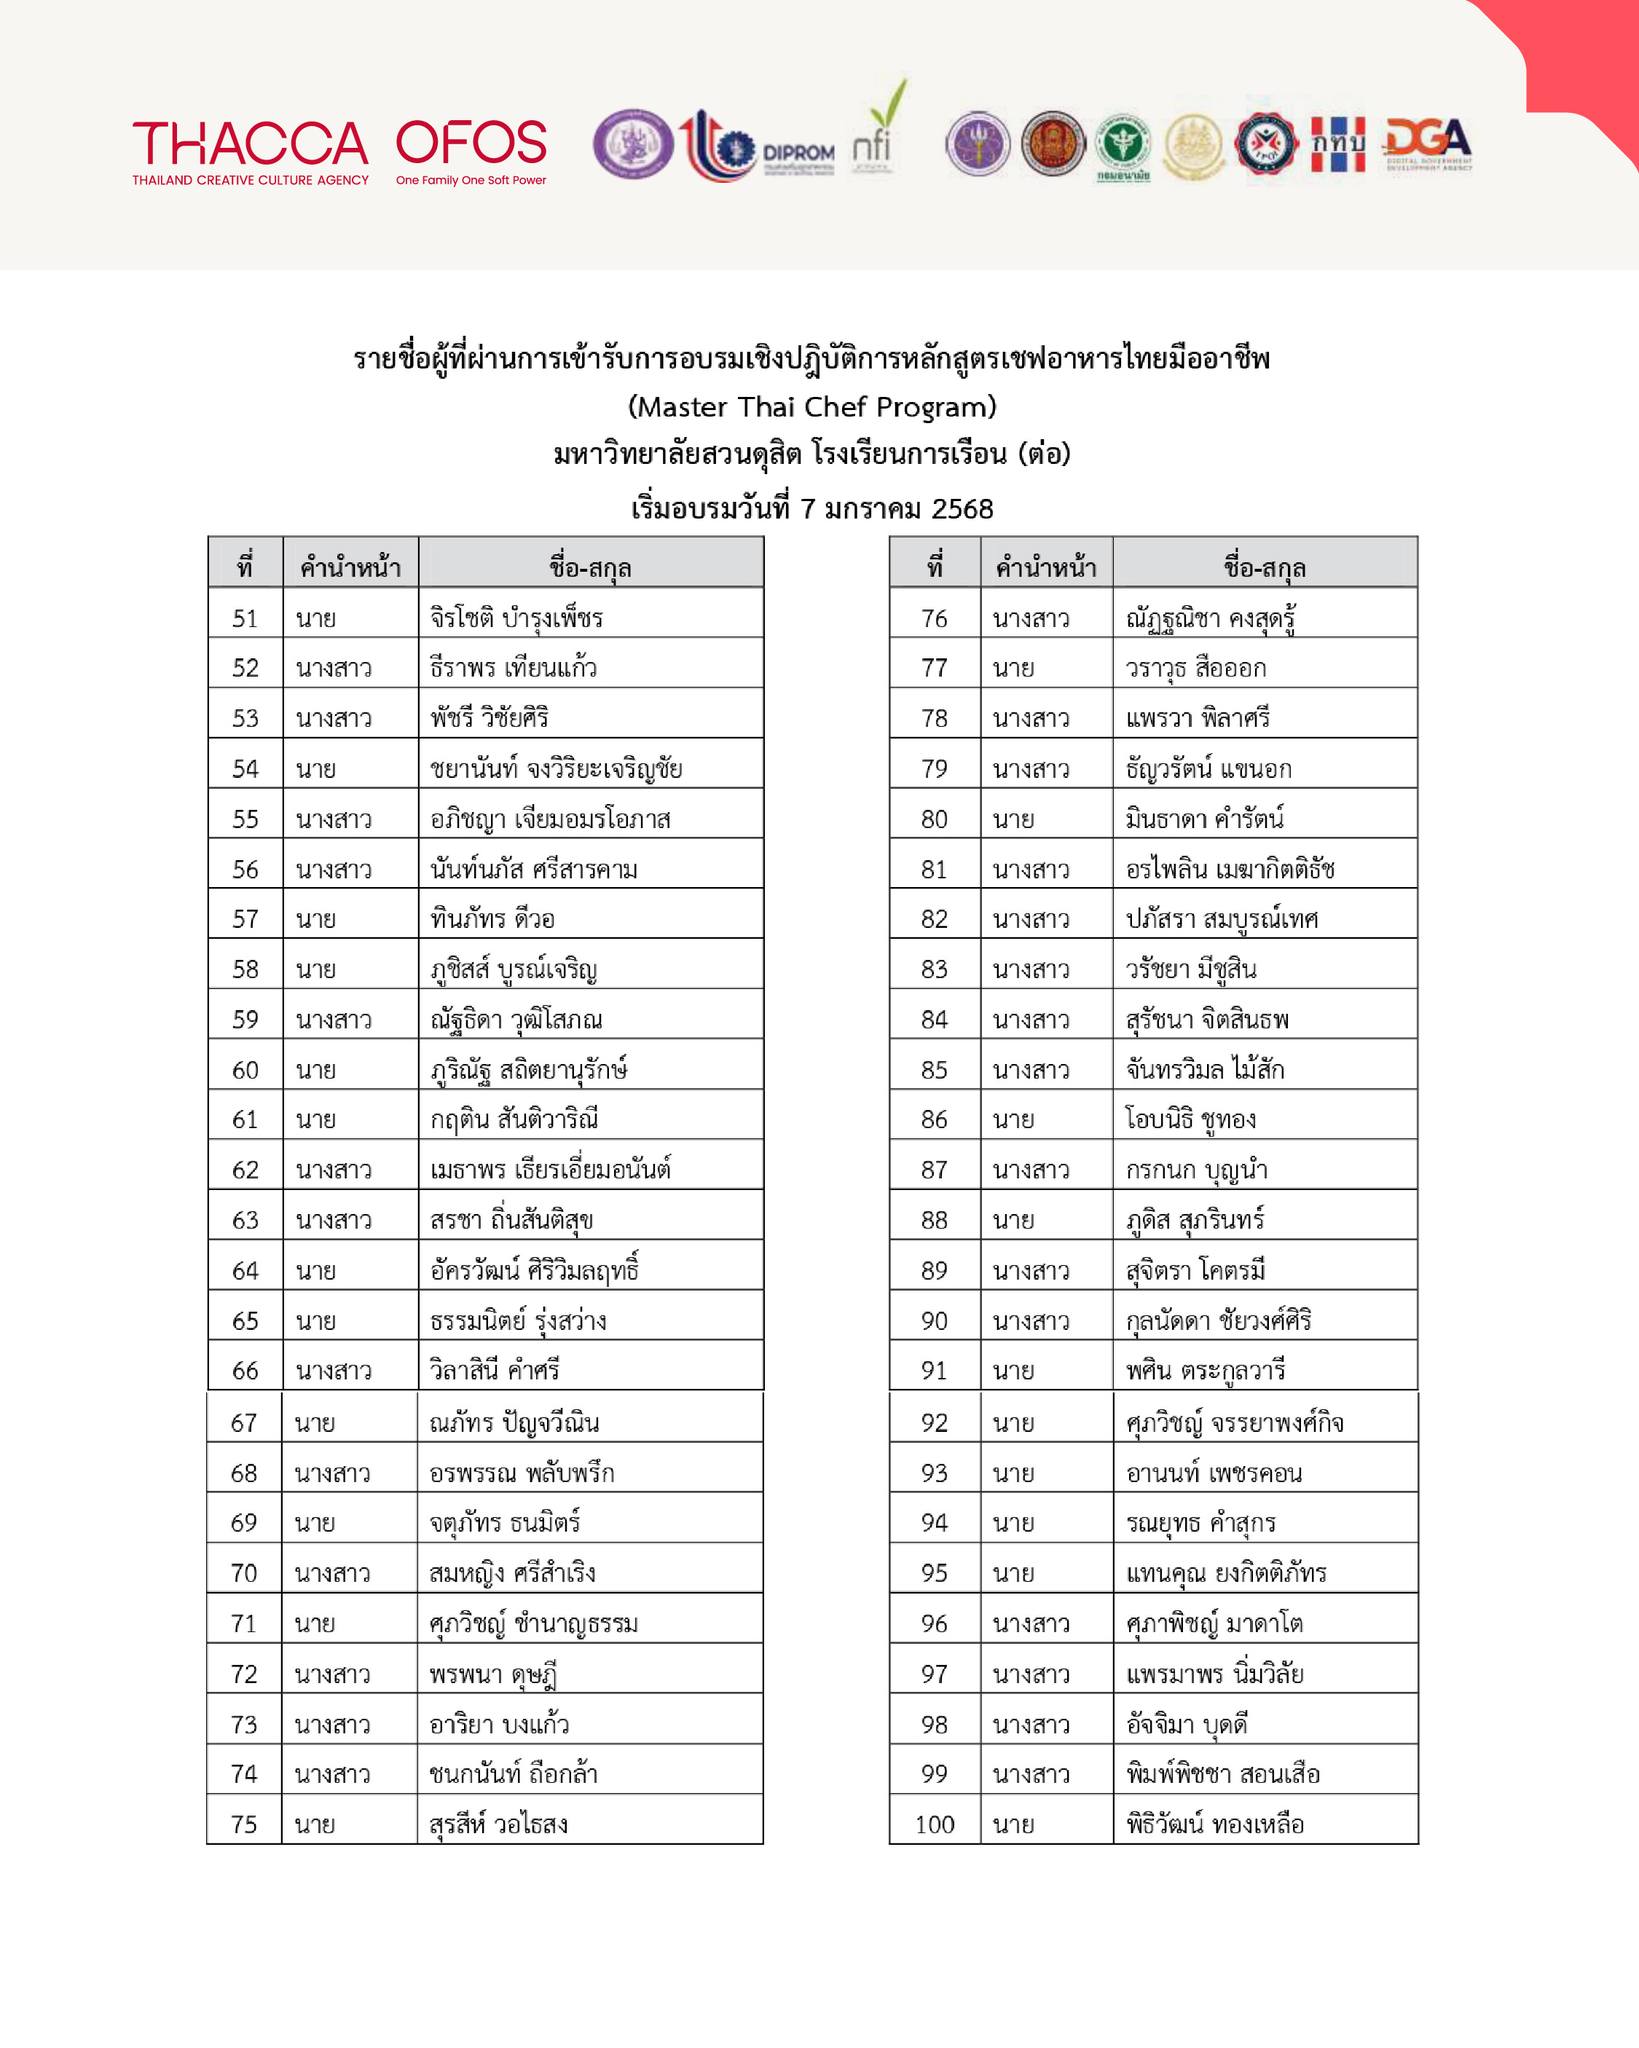 THACCA
THAILAND CREATIVE CULTURE AGENCY
OFOS
One Family One Soft Power
DIPROM
nfi
กรมอนามัย
TPQI
กทบ
DGA
DIGITAL GOVERNMENT
DEVELOPMENT AGENCY
รายชื่อผู้ที่ผ่านการเข้ารับการอบรมเชิงปฏิบัติการหลักสูตรเชฟอาหารไทยมืออาชีพ
(Master Thai Chef Program)
มหาวิทยาลัยสวนดุสิต โรงเรียนการเรือน (ต่อ)
เริ่มอบรมวันที่ 7 มกราคม 2568
ที่ คำนำหน้า ชื่อ-สกุล
51 นาย จิรโชติ บำรุงเพ็ชร
52 นางสาว ธีราพร เทียนแก้ว
53 นางสาว พัชรี วิชัยศิริ
54 นาย ชยานันท์ จงวิริยะเจริญชัย
55 นางสาว อภิชญา เจียมอมรโอภาส
56 นางสาว นันท์นภัส ศรีสารคาม
57 นาย ทินภัทร ดีวอ
58 นาย ภูชิสส์ บูรณ์เจริญ
59 นางสาว ณัฐธิดา วุฒิโสภณ
60 นาย ภูริณัฐ สถิตยานุรักษ์
61 นาย กฤติน สันติวาริณี
62 นางสาว เมธาพร เธียรเอี่ยมอนันต์
63 นางสาว สรชา ถิ่นสันติสุข
64 นาย อัครวัฒน์ ศิริวิมลฤทธิ์
65 นาย ธรรมนิตย์ รุ่งสว่าง
66 นางสาว วิลาสินี คำศรี
67 นาย ณภัทร ปัญจวีณิน
68 นางสาว อรพรรณ พลับพรึก
69 นาย จตุภัทร ธนมิตร์
70 นางสาว สมหญิง ศรีสำเริง
71 นาย ศุภวิชญ์ ชำนาญธรรม
72 นางสาว พรพนา ดุษฎี
73 นางสาว อาริยา บงแก้ว
74 นางสาว ชนกนันท์ ถือกล้า
75 นาย สุรสีห์ วอไธสง
ที่ คำนำหน้า ชื่อ-สกุล
76 นางสาว ณัฏฐณิชา คงสุดรู้
77 นาย วราวุธ สือออก
78 นางสาว แพรวา พิลาศรี
79 นางสาว ธัญวรัตน์ แขนอก
80 นาย มินธาดา คำรัตน์
81 นางสาว อรไพลิน เมฆากิตติธัช
82 นางสาว ปภัสรา สมบูรณ์เทศ
83 นางสาว วรัชยา มีชูสิน
84 นางสาว สุรัชนา จิตสินธพ
85 นางสาว จันทรวิมล ไม้สัก
86 นาย โอบนิธิ ชูทอง
87 นางสาว กรกนก บุญนำ
88 นาย ภูดิส สุภรินทร์
89 นางสาว สุจิตรา โคตรมี
90 นางสาว กุลนัดดา ชัยวงศ์ศิริ
91 นาย พศิน ตระกูลวารี
92 นาย ศุภวิชญ์ จรรยาพงศ์กิจ
93 นาย อานนท์ เพชรคอน
94 นาย รณยุทธ คำสุกร
95 นาย แทนคุณ ยงกิตติภัทร
96 นางสาว ศุภาพิชญ์ มาดาโต
97 นางสาว แพรมาพร นิ่มวิลัย
98 นางสาว อัจจิมา บุดดี
99 นางสาว พิมพ์พิชชา สอนเสือ
100 นาย พิธิวัฒน์ ทองเหลือ